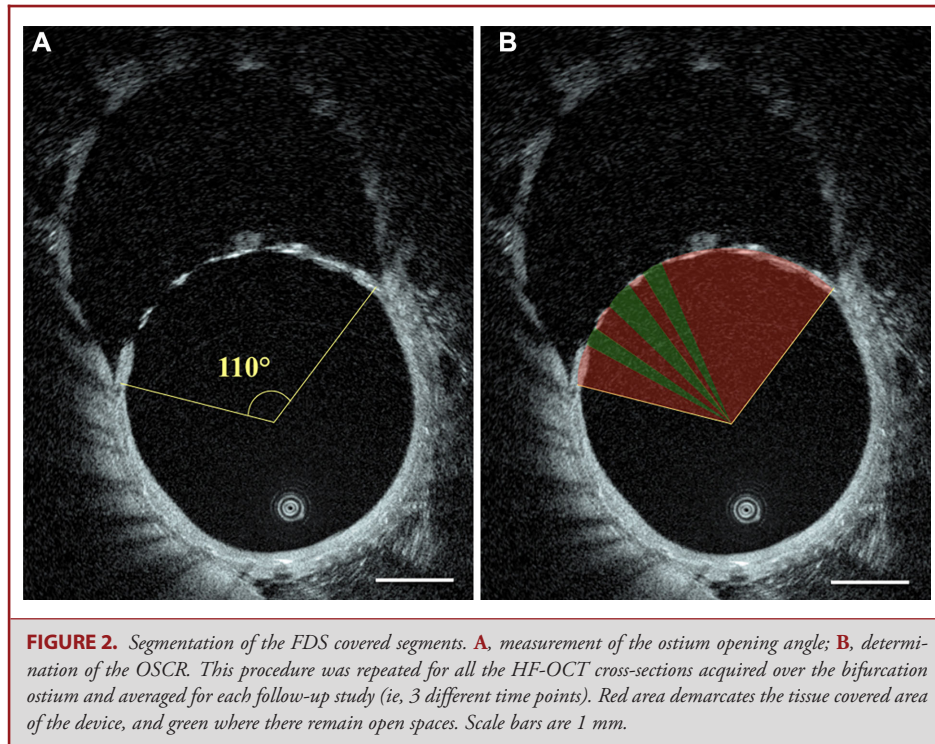 A
B
110°
FIGURE 2. Segmentation of the FDS covered segments. A, measurement of the ostium opening angle; B, determi-
nation of the OSCR. This procedure was repeated for all the HF-OCT cross-sections acquired over the bifurcation
ostium and averaged for each follow-up study (ie, 3 different time points). Red area demarcates the tissue covered area
of the device, and green where there remain open spaces. Scale bars are 1 mm.